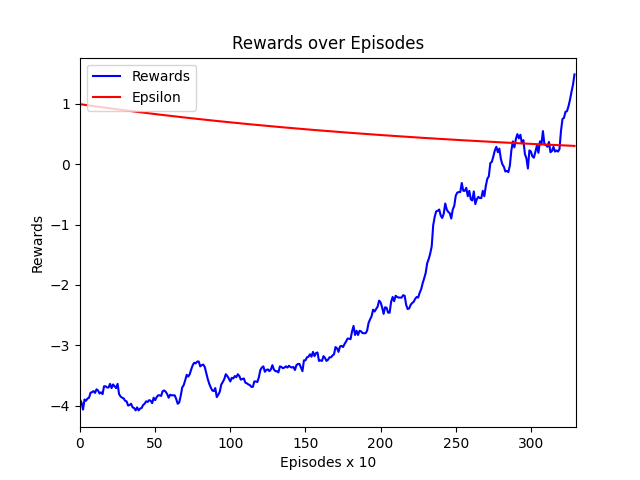 Rewards over Episodes
Rewards
Epsilon
1
0
−1
−2
−3
−4
Rewards
0 50 100 150 200 250 300
Episodes x 10